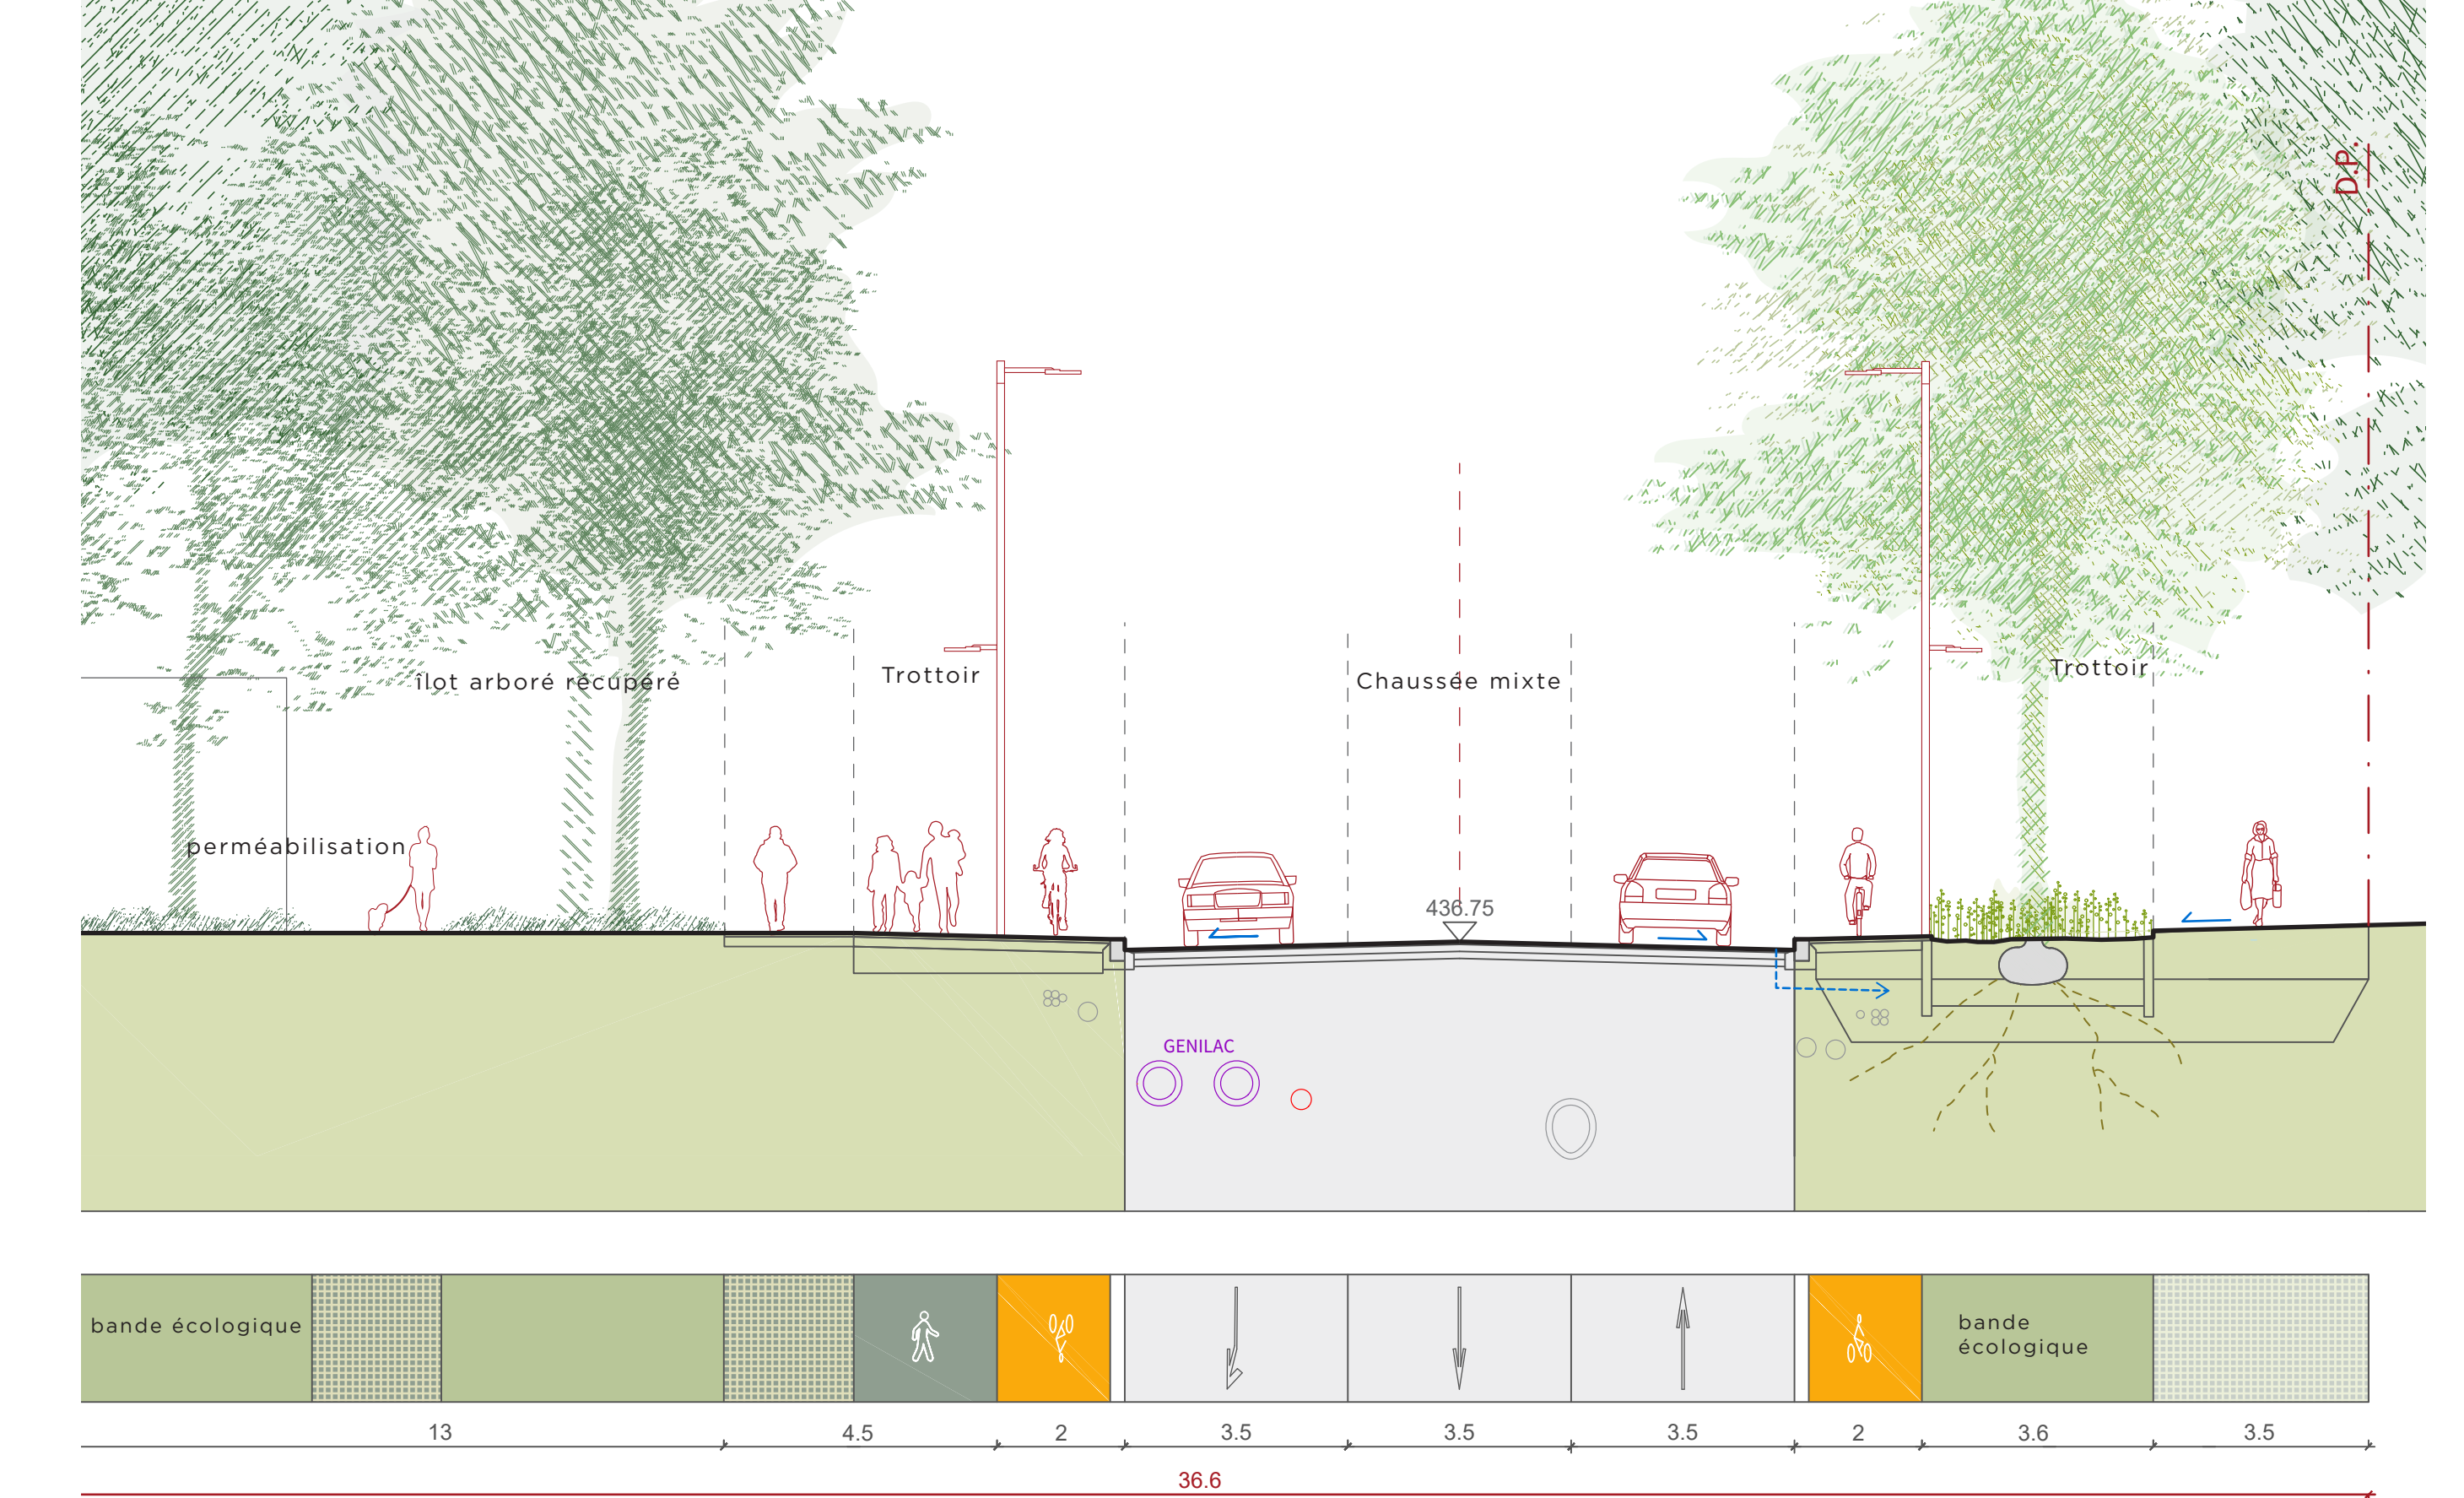 D.P.
îlot arboré récupéré
Trottoir
Chaussée mixte
Trottoir
perméabilisation
436.75
GENILAC
bande écologique
bande
écologique
13
4.5
2
3.5
3.5
3.5
2
3.6
3.5
36.6